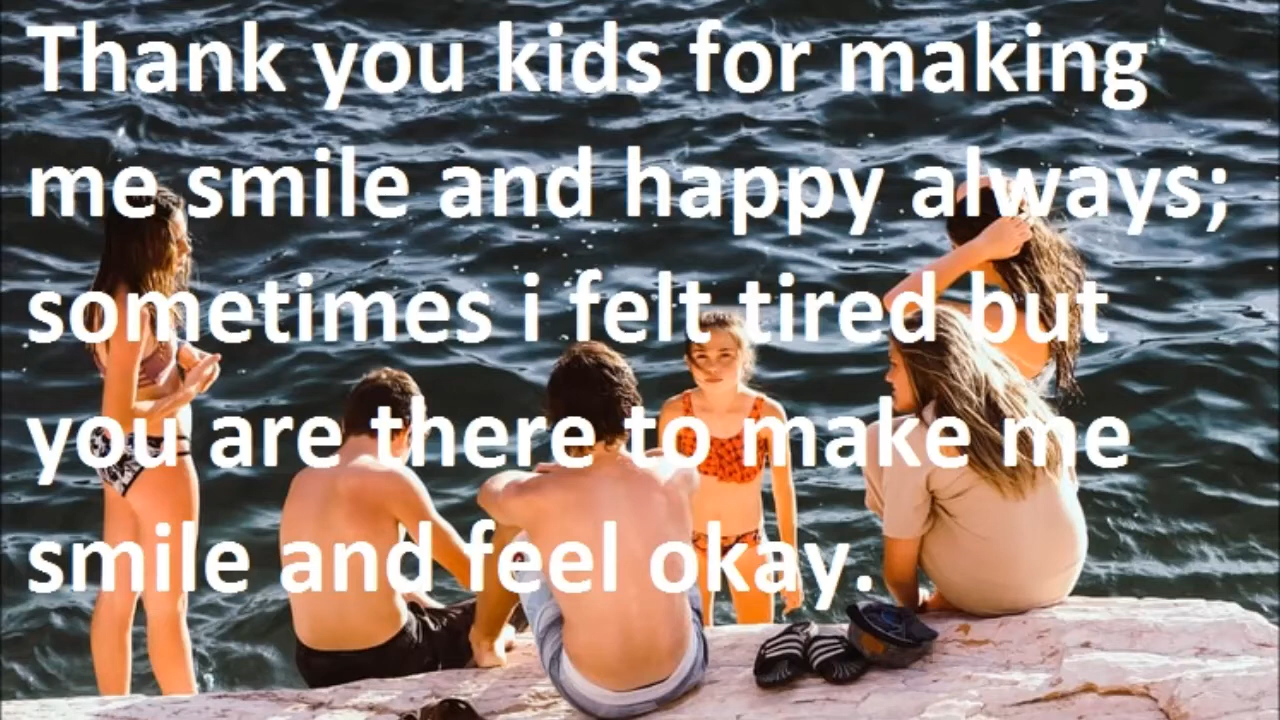 Thank you kids for making
me smile and happy always;
sometimes i felt tired but
you are there to make me
smile and feel okay.